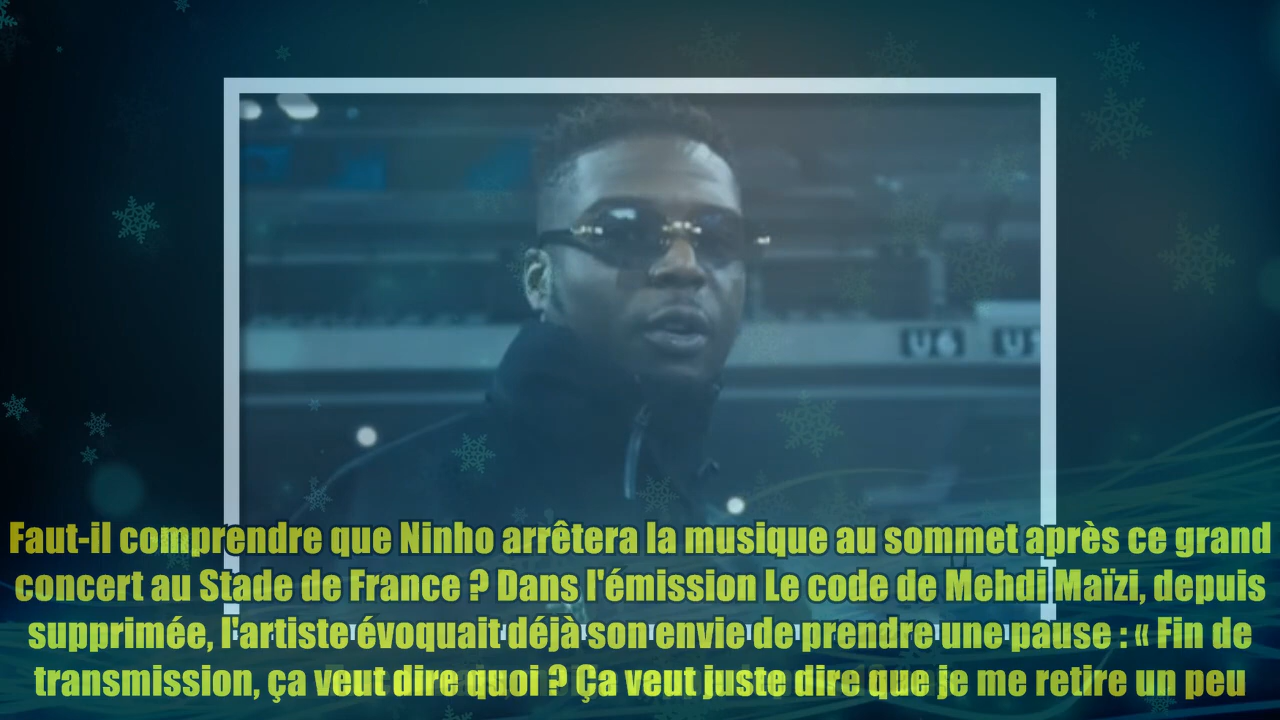 U6
Faut-il comprendre que Ninho arrêtera la musique au sommet après ce grand
concert au Stade de France ? Dans l'émission Le code de Mehdi Maïzi, depuis
supprimée, l'artiste évoquait déjà son envie de prendre une pause : « Fin de
transmission, ça veut dire quoi ? Ça veut juste dire que je me retire un peu